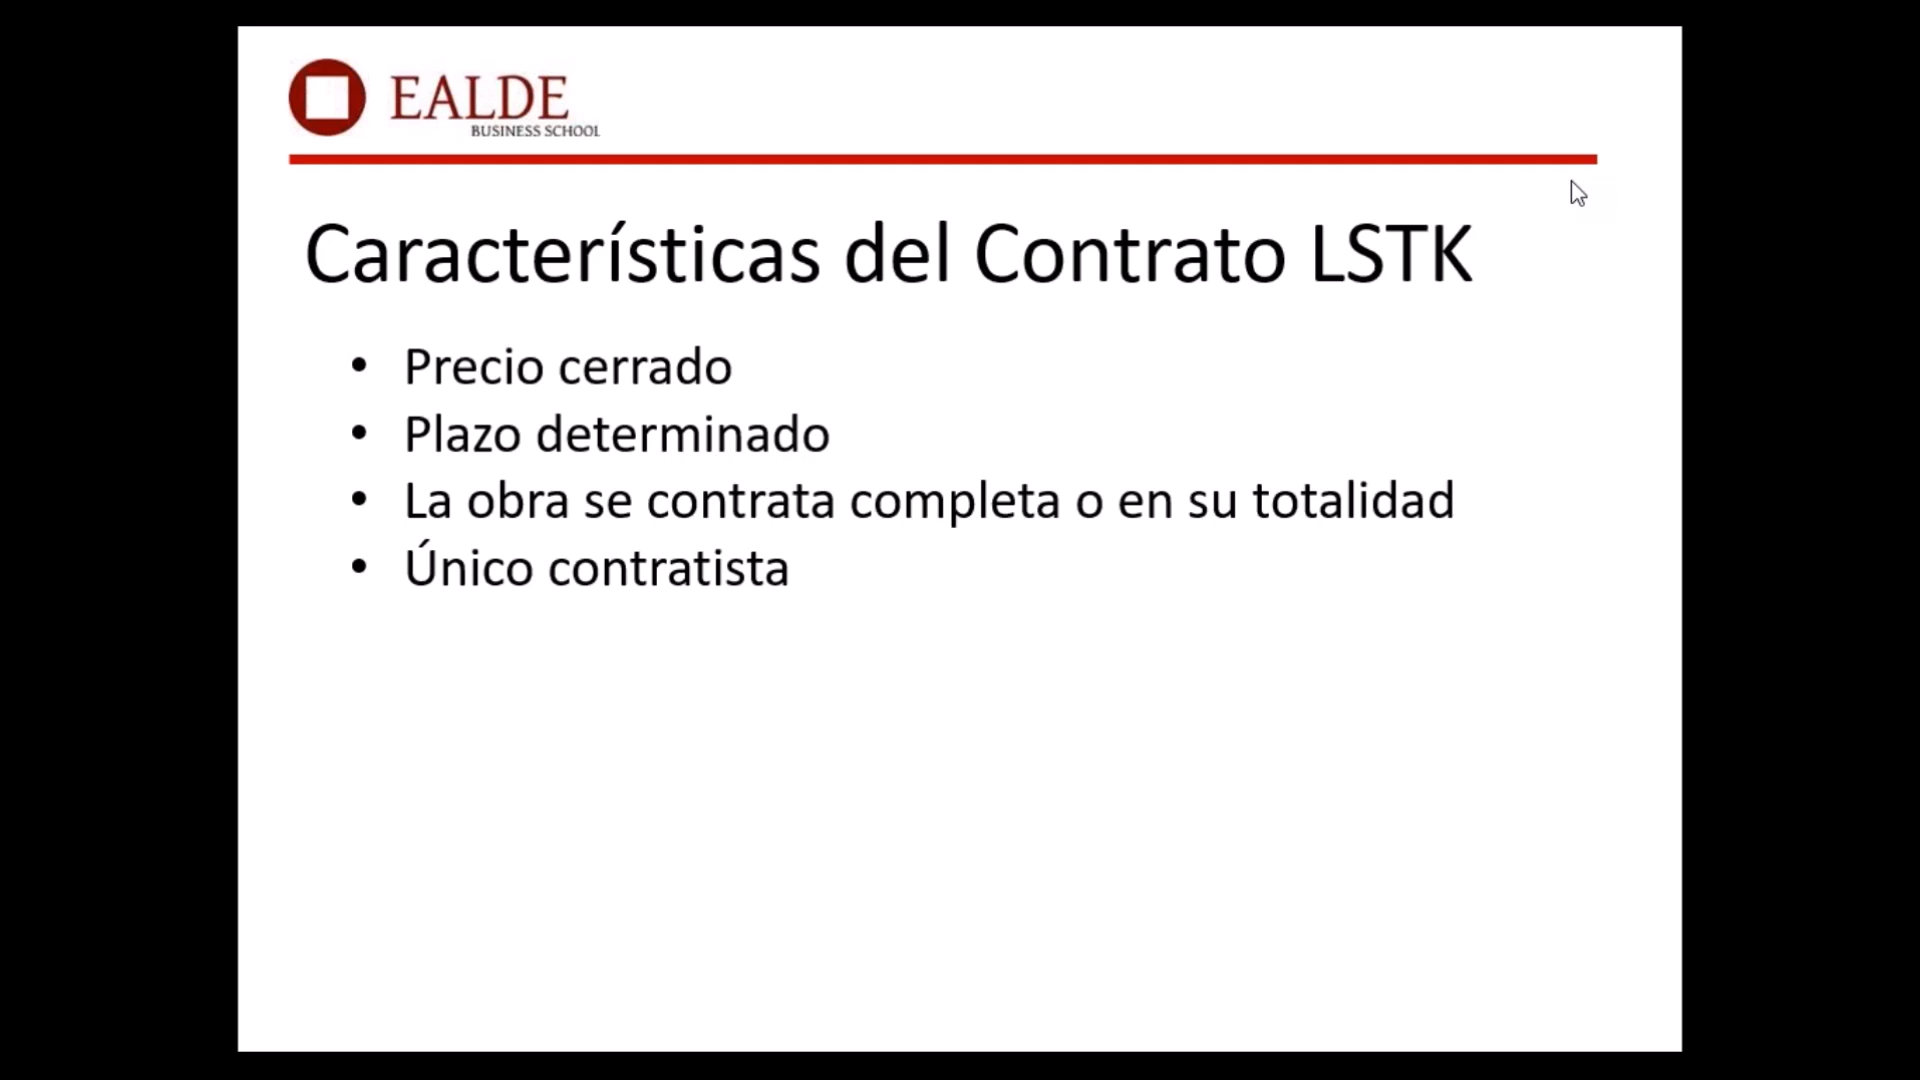 EALDE
BUSINESS SCHOOL
Características del Contrato LSTK
• Precio cerrado
• Plazo determinado
• La obra se contrata completa o en su totalidad
• Único contratista